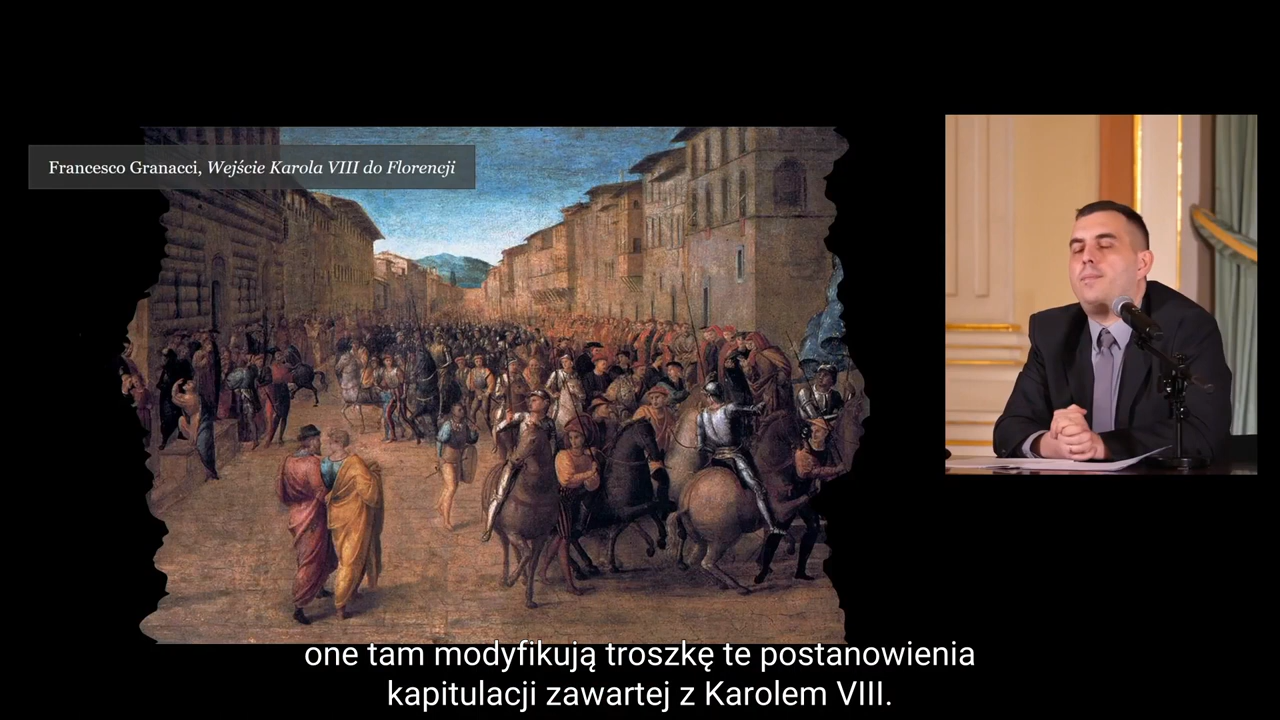 Francesco Granacci, Wejście Karola VIII do Florencji
one tam modyfikują troszkę te postanowienia
kapitulacji zawartej z Karolem VIII.